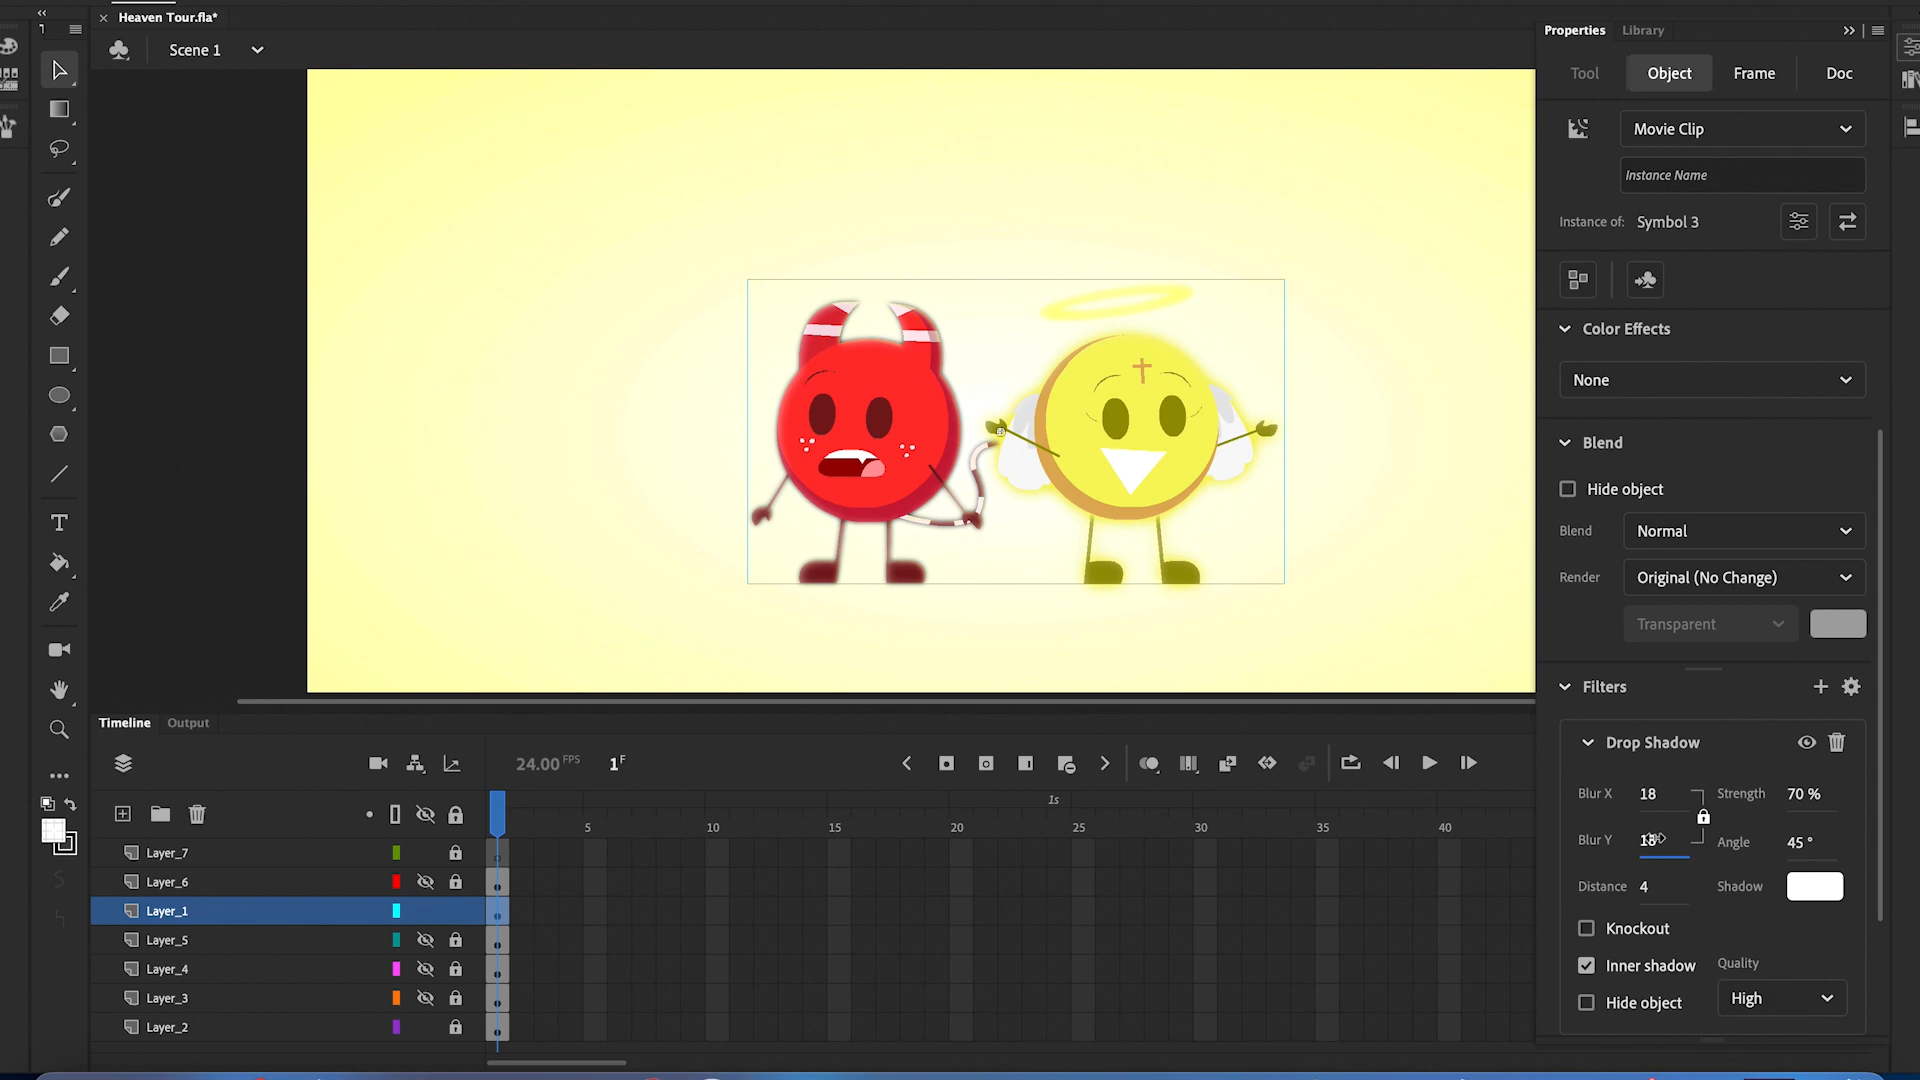 Heaven Tour.fla*
Properties
Library
Scene 1
Tool
Object
Frame
Doc
Movie Clip
Instance Name
Instance of:
Symbol 3
Color Effects
None
Blend
Hide object
Blend
Normal
Render
Original (No Change)
Transparent
Filters
Timeline
Output
Drop Shadow
24.00 FPS
1 F
Blur X
18
Strength
70 %
1s
5
10
15
20
25
30
35
40
Blur Y
18
Angle
45 °
Layer_7
Layer_6
Distance
4
Shadow
Layer_1
Knockout
Layer_5
Inner shadow
Quality
Layer_4
Layer_3
Hide object
High
Layer_2